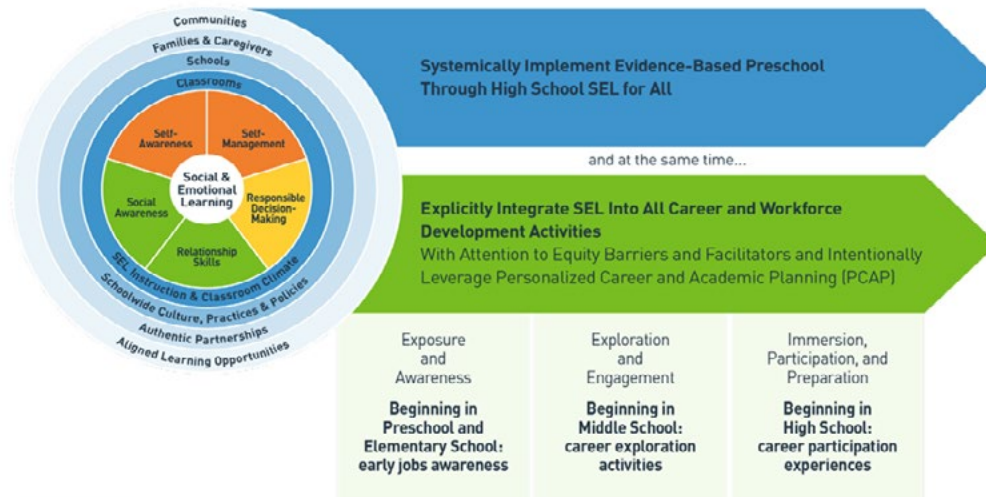 Communities
Families & Caregivers
Schools
Classrooms
Self-
Awareness
Self-
Management
Social &
Emotional
Learning
Social
Awareness
Responsible
Decision-
Making
Relationship
Skills
SEL Instruction & Classroom Climate
Schoolwide Culture, Practices & Policies
Authentic Partnerships
Aligned Learning Opportunities
Systemically Implement Evidence-Based Preschool
Through High School SEL for All
and at the same time...
Explicitly Integrate SEL Into All Career and Workforce
Development Activities
With Attention to Equity Barriers and Facilitators and Intentionally
Leverage Personalized Career and Academic Planning (PCAP)
Exposure
and
Awareness
Beginning in
Preschool and
Elementary School:
early jobs awareness
Exploration
and
Engagement
Beginning in
Middle School:
career exploration
activities
Immersion,
Participation, and
Preparation
Beginning in
High School:
career participation
experiences